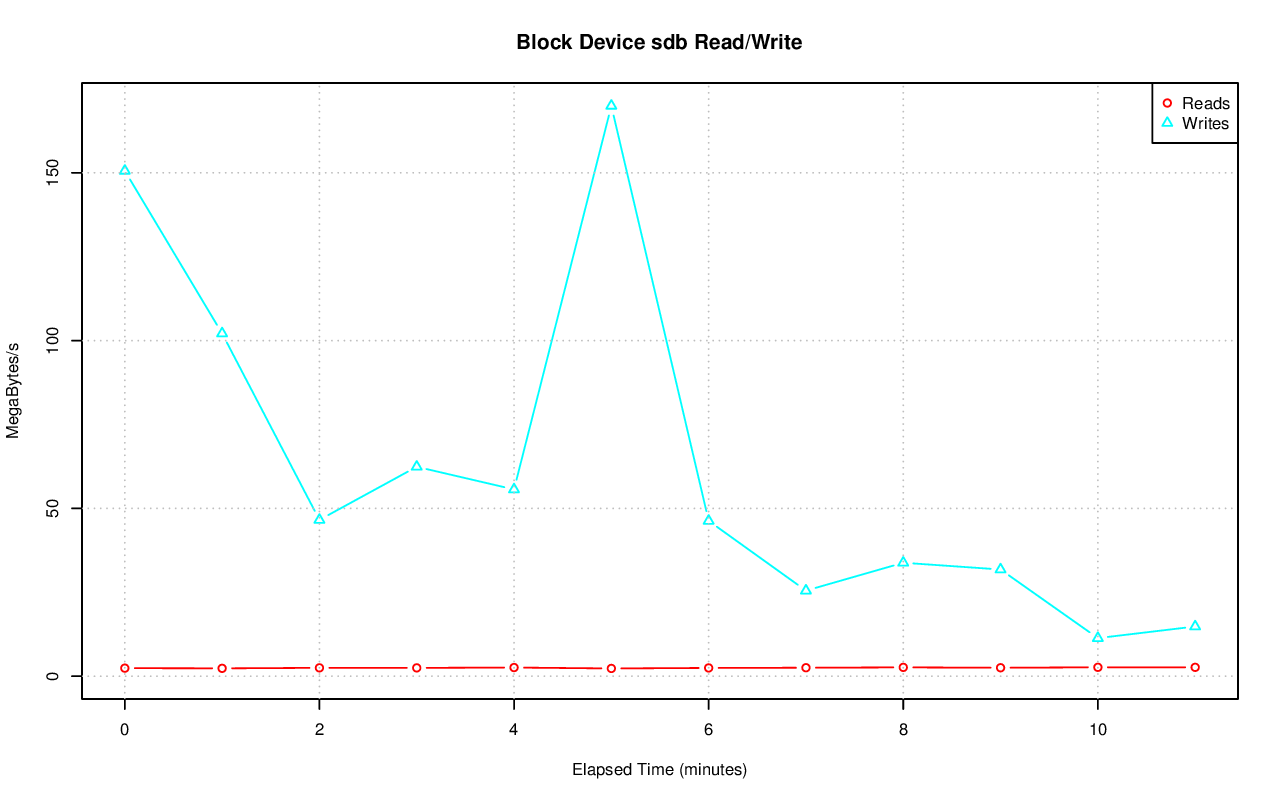 Block Device sdb Read/Write
Reads
Writes
150
100
50
0
MegaBytes/s
0 2 4 6 8 10
Elapsed Time (minutes)